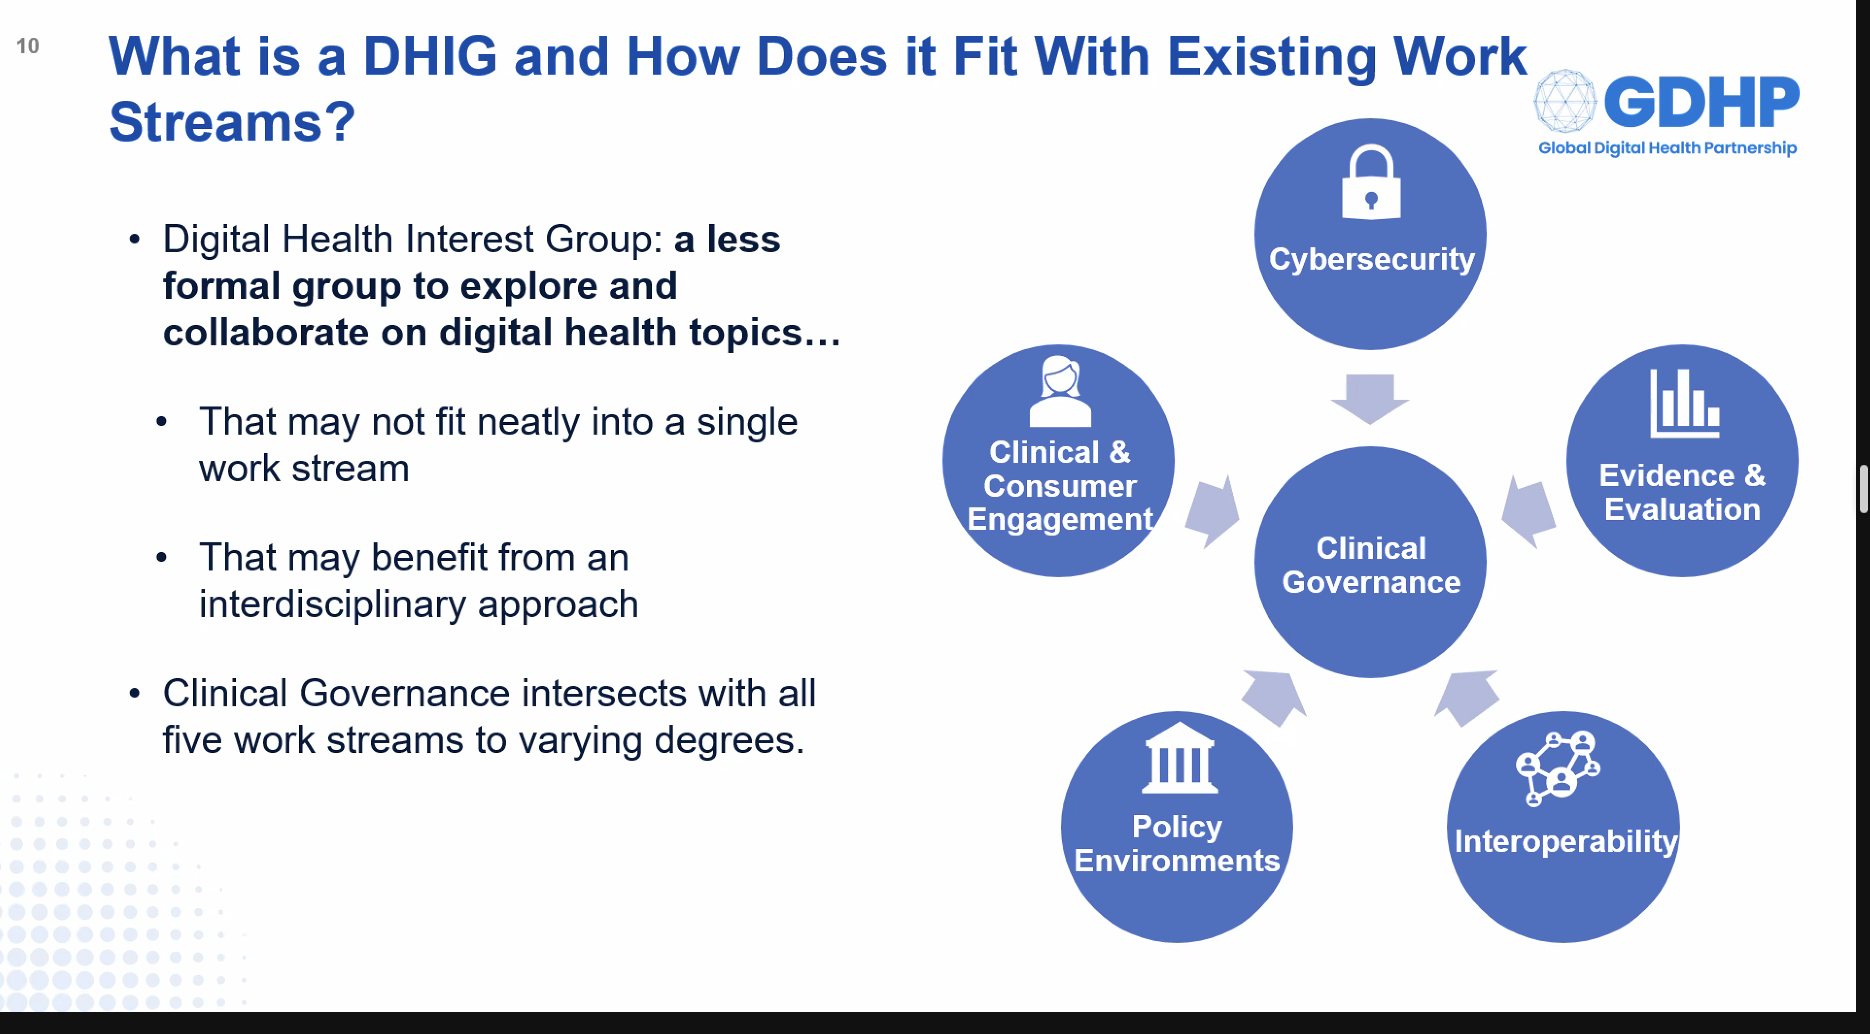 10
What is a DHIG and How Does it Fit With Existing Work
Streams?
GDHP
Global Digital Health Partnership
• Digital Health Interest Group: a less
formal group to explore and
collaborate on digital health topics…
• That may not fit neatly into a single
work stream
• That may benefit from an
interdisciplinary approach
• Clinical Governance intersects with all
five work streams to varying degrees.
Cybersecurity
Clinical &
Consumer
Engagement
Evidence &
Evaluation
Clinical
Governance
Policy
Environments
Interoperability